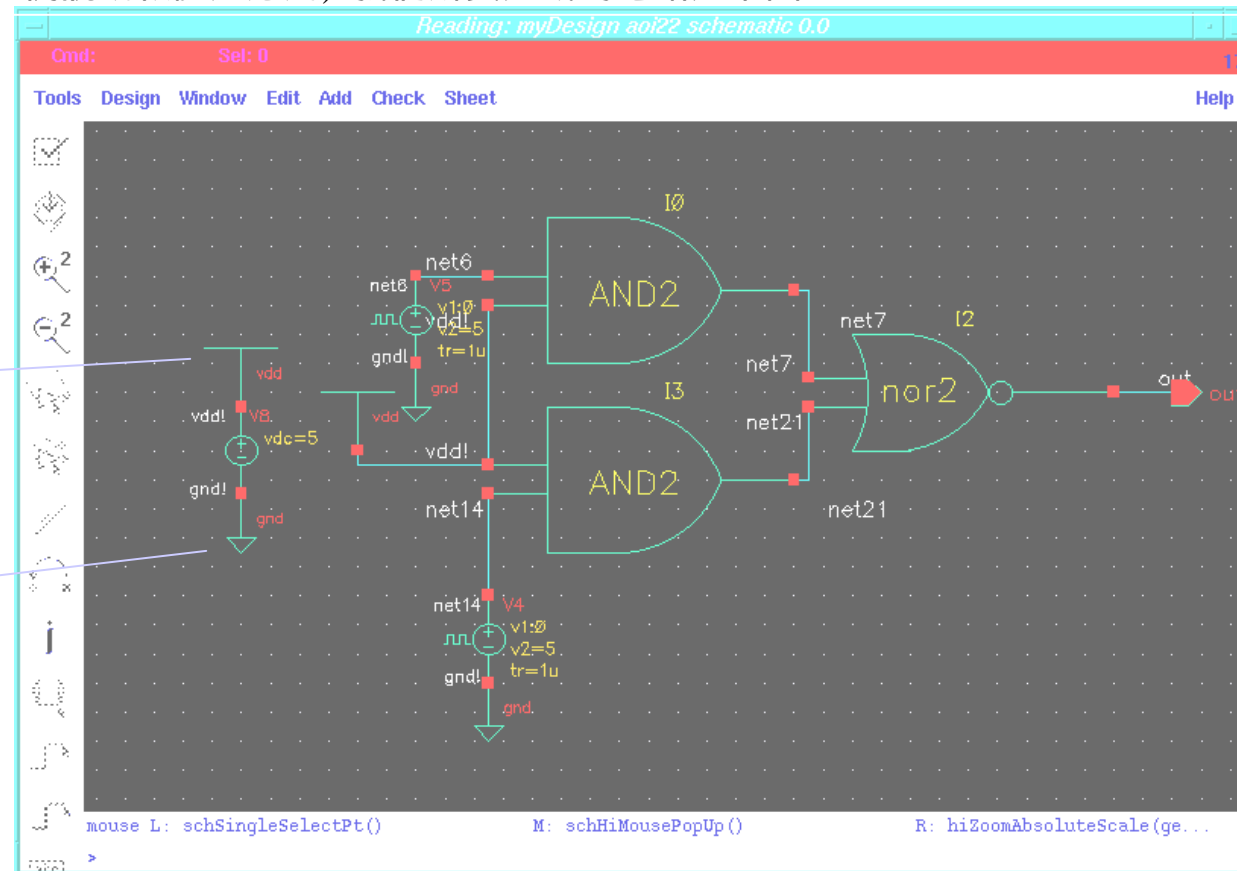 Reading: myDesign aoi22 schematic 0.0
Cmd: Sel: 0
Tools Design Window Edit Add Check Sheet Help
2
2
I0
net6
net6 V5
AND2
v1:0
vdd! v2=5
tr=1u
gnd!
gnd
net7 I2
vdd
net7
nor2
out
I3
vdd
net21
vdd! V8
vdc=5
vdd!
AND2
gnd!
net14
net21
gnd
net14 V4
v1:0
v2=5
tr=1u
gnd!
gnd
mouse L: schSingleSelectPt() M: schHiMousePopUp() R: hiZoomAbsoluteScale(ge...
>